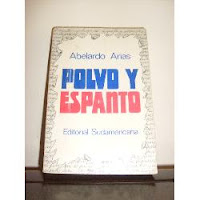 Abelardo Arias
POLVO Y
ESPANTO
Editorial Sudamericana